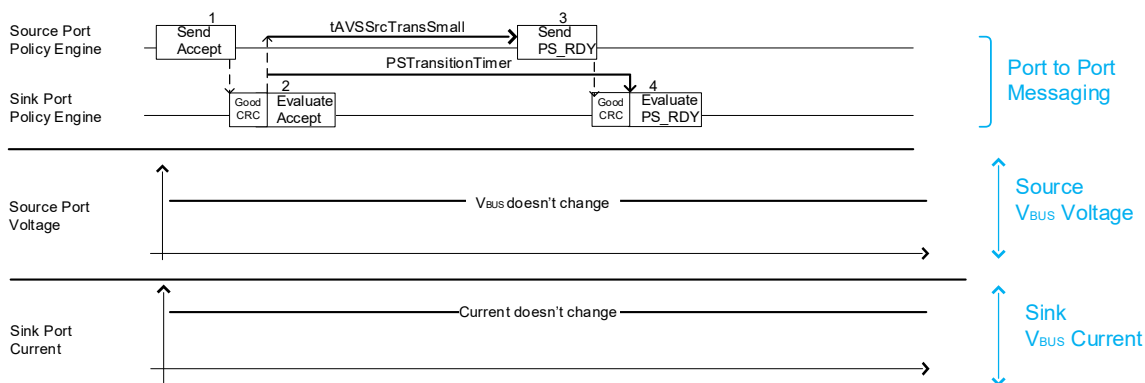 Source Port
Policy Engine
1
Send
Accept
tAVSSrcTransSmall
3
Send
PS_RDY
PSTransitionTimer
Sink Port
Policy Engine
Good
CRC
2
Evaluate
Accept
Good
CRC
4
Evaluate
PS_RDY
Port to Port
Messaging
Source Port
Voltage
VBUS doesn't change
Source
VBUS Voltage
Sink Port
Current
Current doesn't change
Sink
VBUS Current